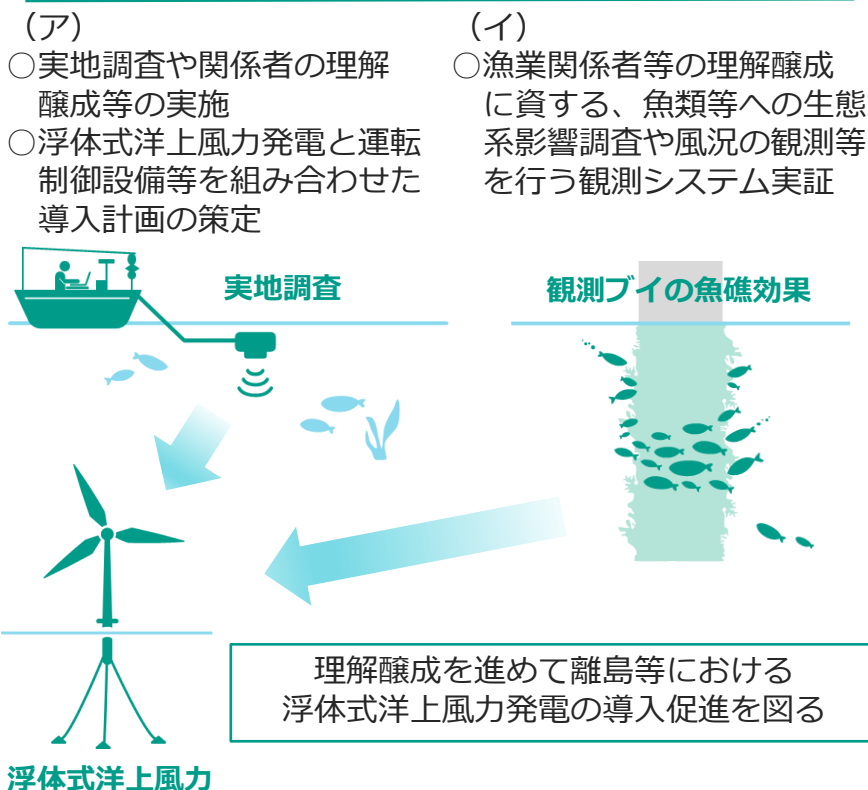 （ア）
○実地調査や関係者の理解
醸成等の実施
○浮体式洋上風力発電と運転
制御設備等を組み合わせた
導入計画の策定
（イ）
○漁業関係者等の理解醸成
に資する、魚類等への生態
系影響調査や風況の観測等
を行う観測システム実証
実地調査
観測ブイの魚礁効果
理解醸成を進めて離島等における
浮体式洋上風力発電の導入促進を図る
浮体式洋上風力